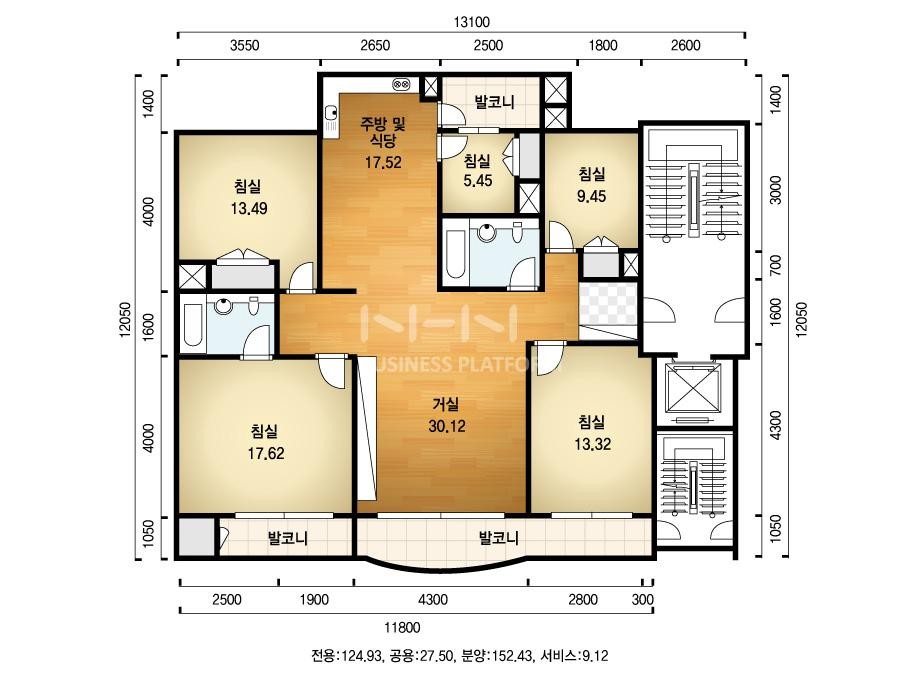 13100
3550 2650 2500 1800 2600
1400 4000 1600 4000 1050
12050
1400 3000 700 1600 4300 1050
12050
주방 및
식당
17.52
발코니
침실
5.45
침실
9.45
침실
13.49
N-H-N
BUSINESS PLATFORM
거실
30.12
침실
17.62
침실
13.32
발코니
발코니
2500 1900 4300 2800 300
11800
전용:124.93, 공용:27.50, 분양:152.43, 서비스:9.12